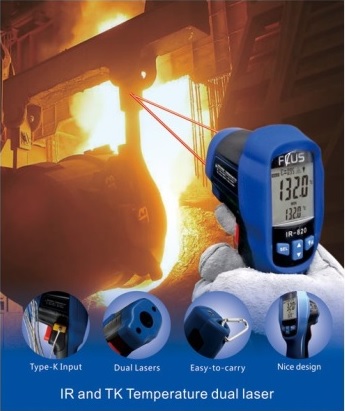 FLUS
132.0
132.0
IR-820
SEL
Type-K Input
Dual Lasers
Easy-to-carry
Nice design
IR and TK Temperature dual laser